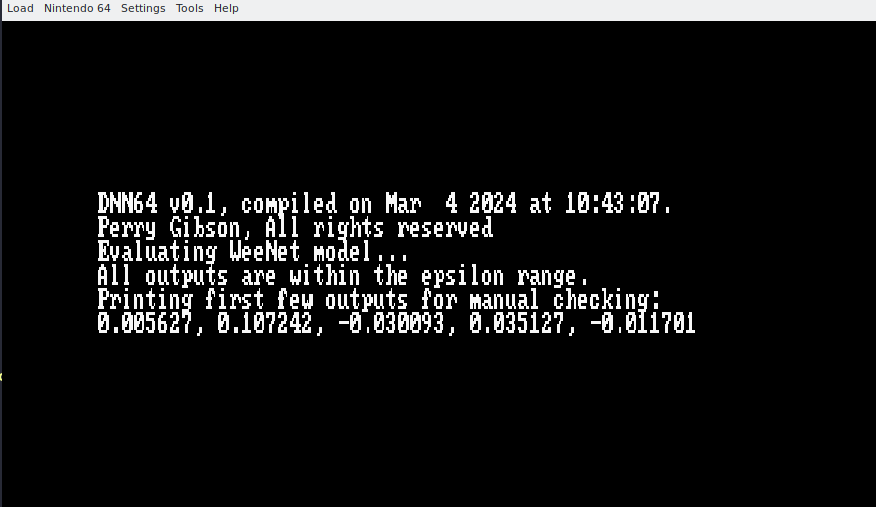 Load Nintendo 64 Settings Tools Help
DNN64 v0.1, compiled on Mar  4 2024 at 10:43:07.
Perry Gibson, All rights reserved
Evaluating WeeNet model...
All outputs are within the epsilon range.
Printing first few outputs for manual checking:
0.005627, 0.107242, -0.030093, 0.035127, -0.011701